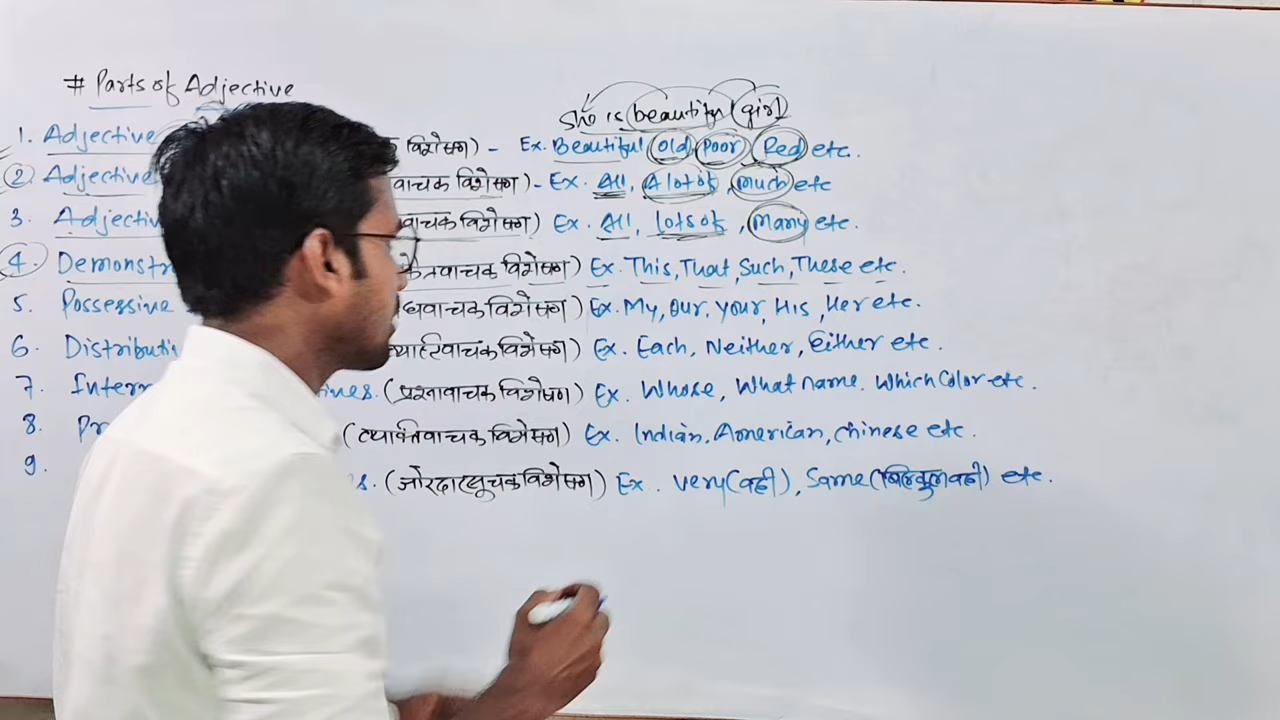 # Parts of Adjective
She is beautiful girl
1. Adjective विशेषण) - Ex. Beautiful Old Poor Red etc.
2. Adjective वाचक विशेषण) - Ex. All, A lot of, Much etc
3. Adjective वाचक विशेषण) Ex. All, lots of, Many etc.
4. Demonstr केतवाचक विशेषण) Ex. This, That, Such, These etc.
5. Possessive धवाचक विशेषण) Ex. My, Our, your, His, Her etc.
6. Distributi विशेषण) Ex. Each, Neither, Either etc.
7. Inter ives. (प्रश्नवाचक विशेषण) Ex. Whose, What name. Which Color etc.
8. Pr विशेषण) Ex. Indian, American, Chinese etc.
9. s. (जोरदारसूचक विशेषण) Ex. very(वही), Same(बिल्कुल वही) etc.